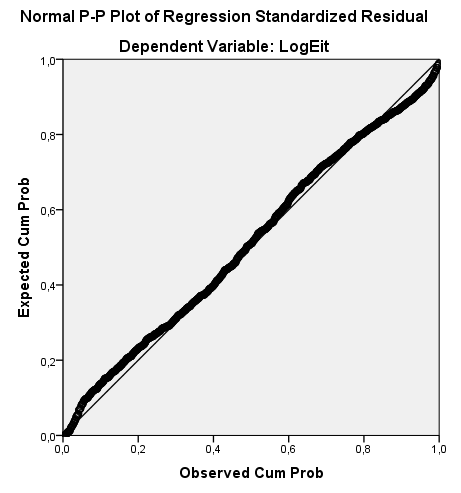 Normal P-P Plot of Regression Standardized Residual
Dependent Variable: LogEit
1,0
0,8
0,6
0,4
0,2
0,0
Expected Cum Prob
0,0 0,2 0,4 0,6 0,8 1,0
Observed Cum Prob